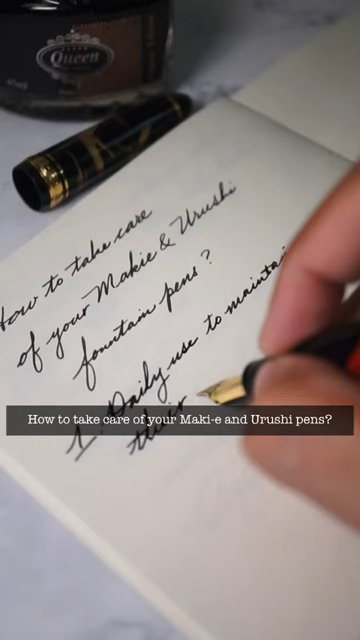 Queen
How to take care
of your Makie & Urushi
fountain pens?
1. Daily use to maintai
their
How to take care of your Maki-e and Urushi pens?